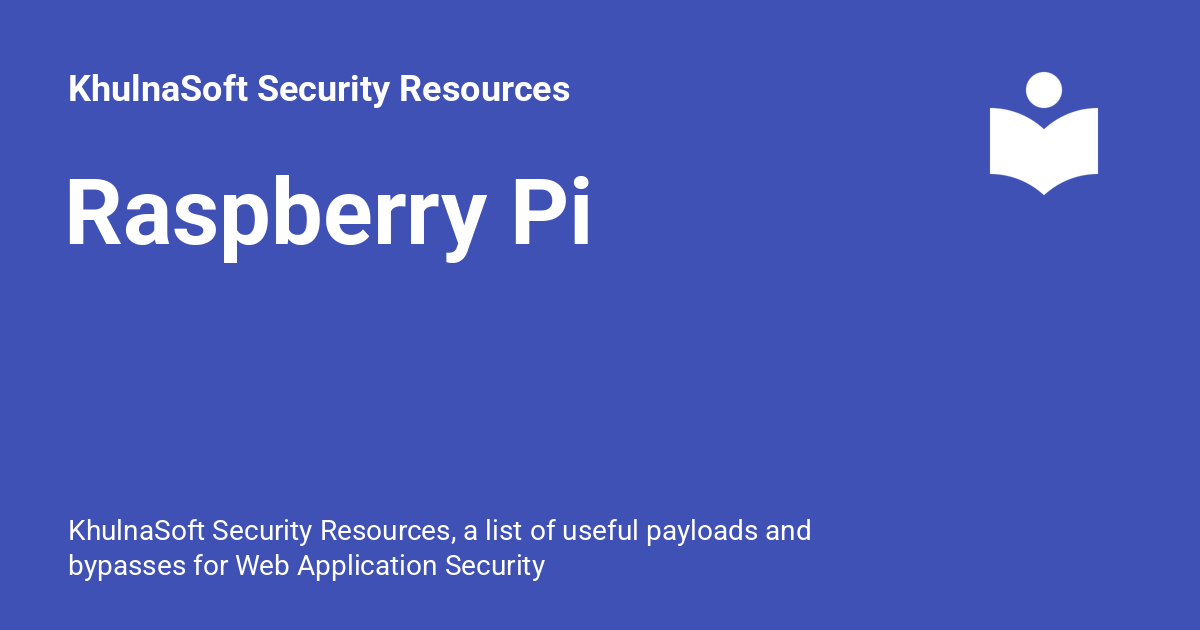 KhulnaSoft Security Resources
Raspberry Pi
KhulnaSoft Security Resources, a list of useful payloads and
bypasses for Web Application Security